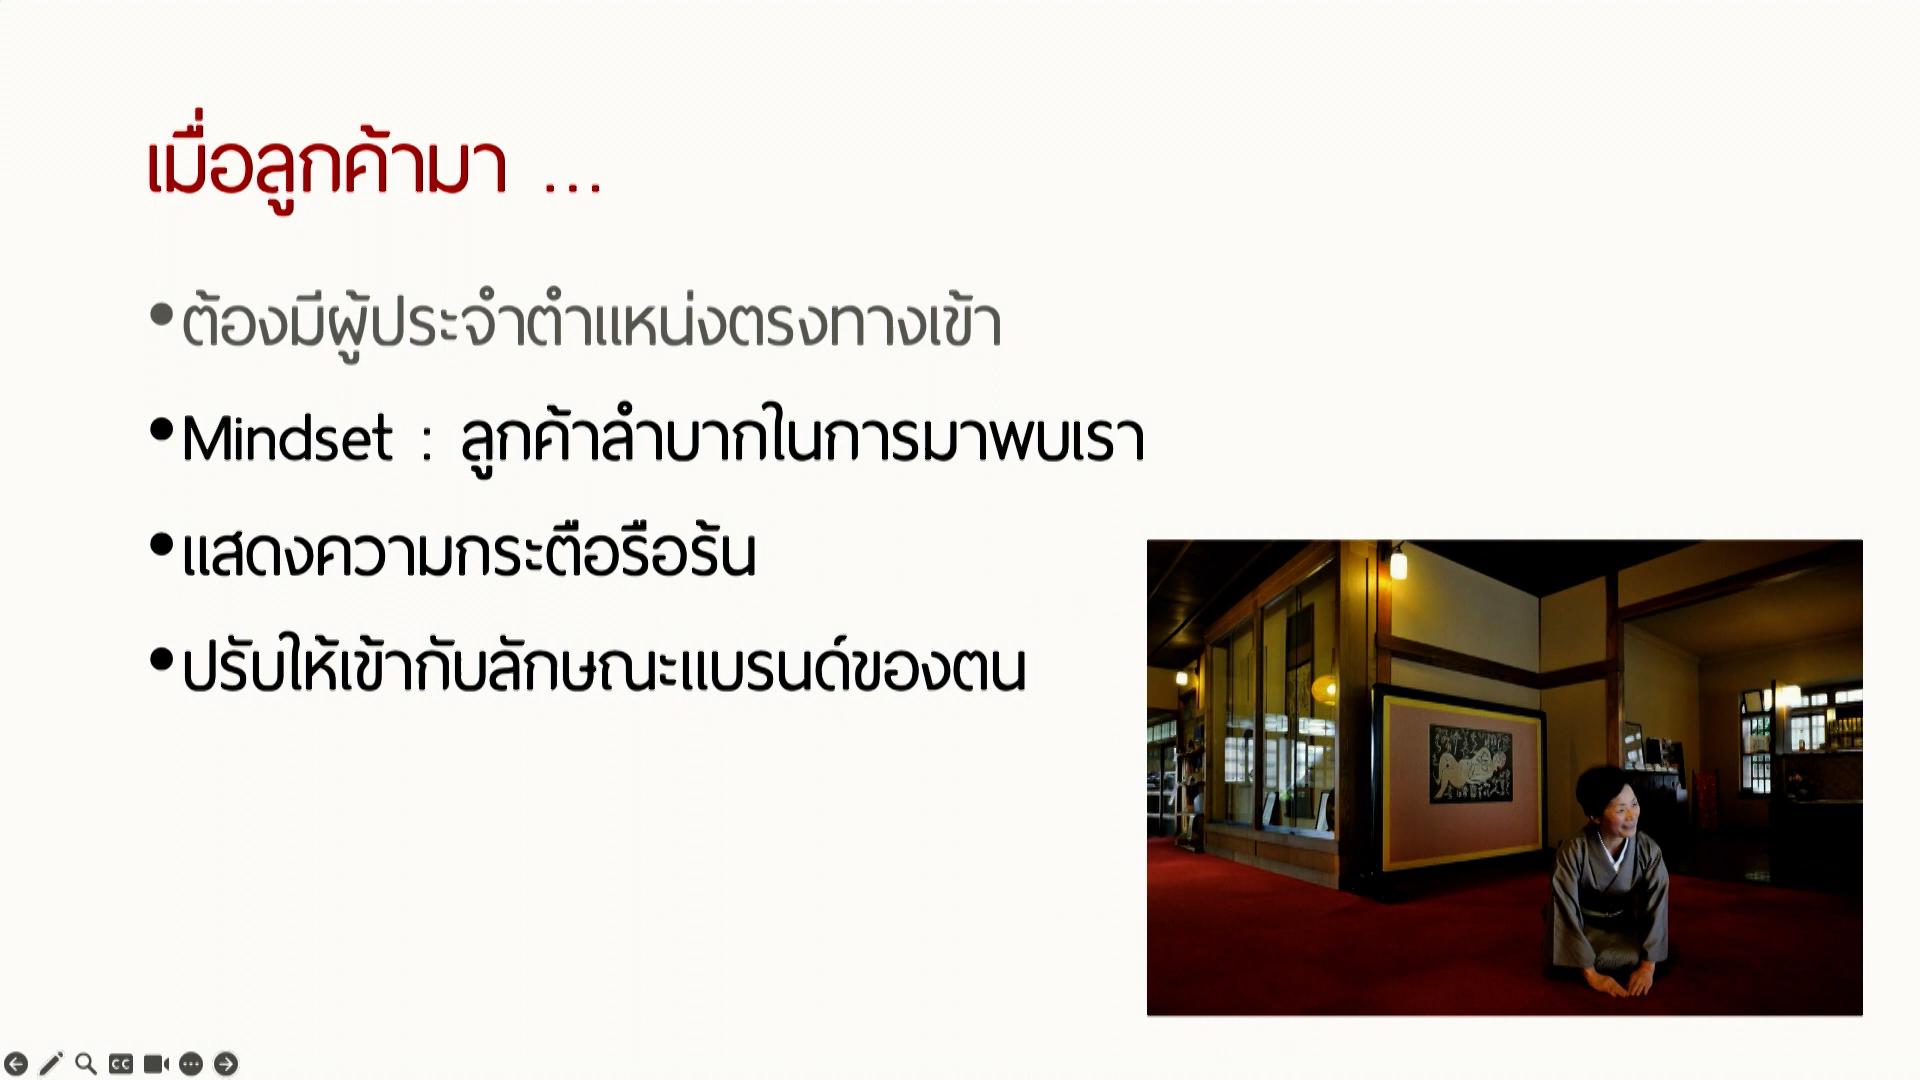 เมื่อลูกค้ามา ...
•ต้องมีผู้ประจำตำแหน่งตรงทางเข้า
•Mindset : ลูกค้าลำบากในการมาพบเรา
•แสดงความกระตือรือร้น
•ปรับให้เข้ากับลักษณะแบรนด์ของตน
CC